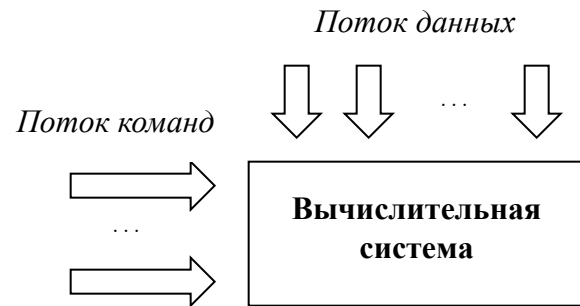 Поток данных
. . .
Поток команд
. . .
Вычислительная
система